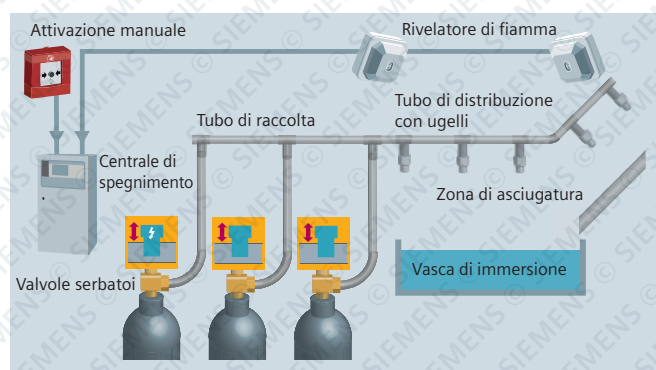 Attivazione manuale
Rivelatore di fiamma
Tubo di raccolta
Tubo di distribuzione
con ugelli
Centrale di
spegnimento
Zona di asciugatura
Valvole serbatoi
Vasca di immersione
SIEMENS ©